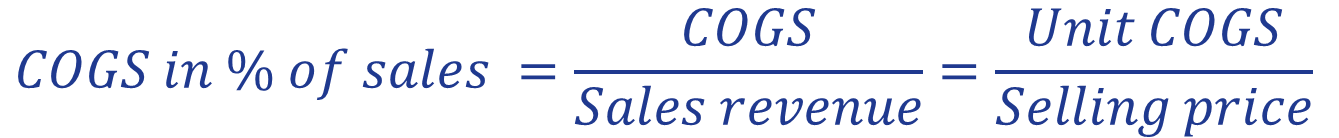 COGS in % of sales = COGS / Sales revenue = Unit COGS / Selling price